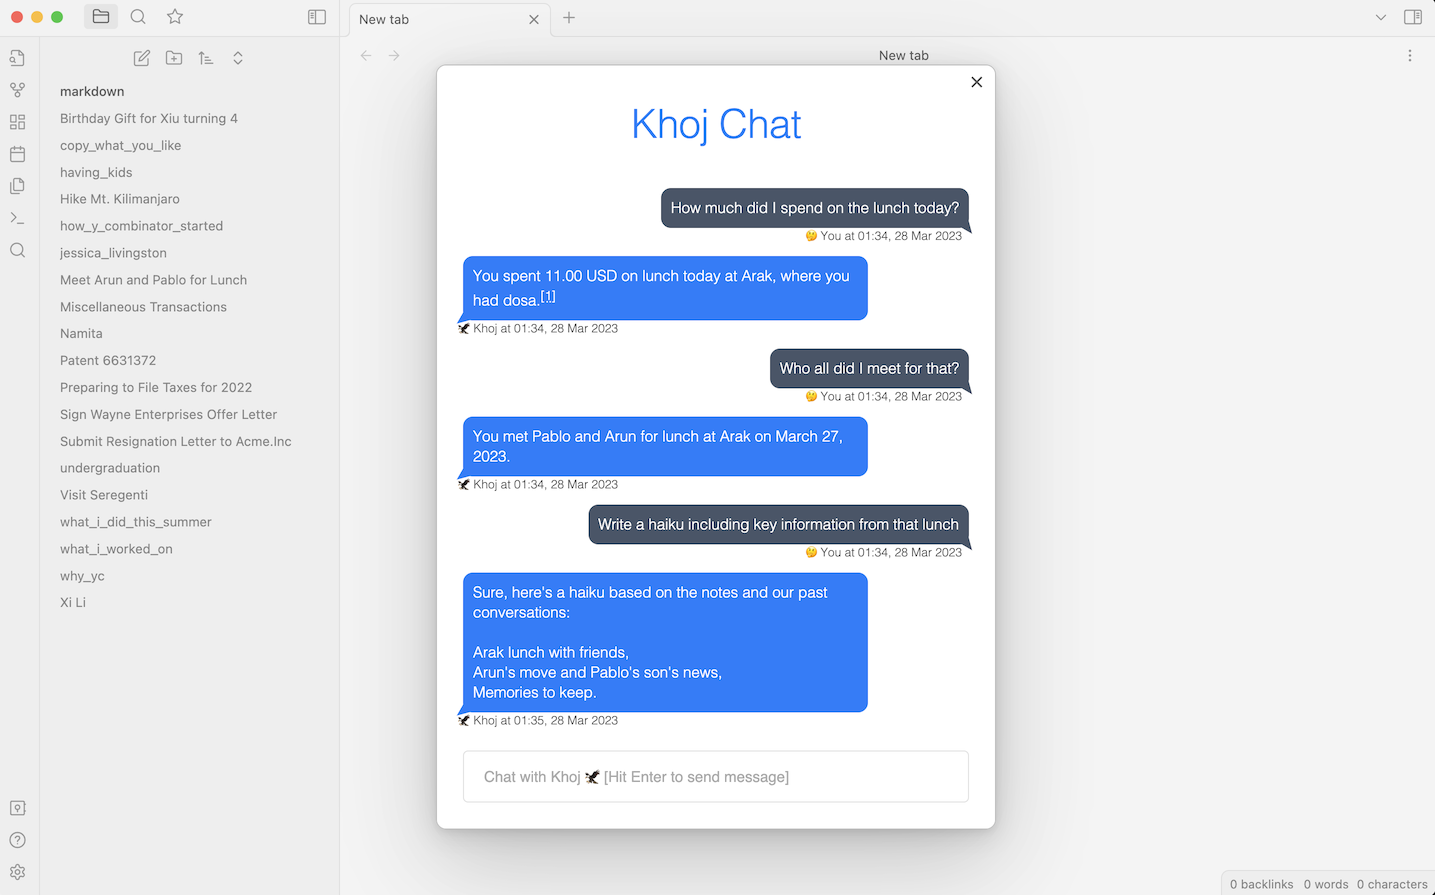 New tab
New tab
markdown
Birthday Gift for Xiu turning 4
copy_what_you_like
having_kids
Hike Mt. Kilimanjaro
how_y_combinator_started
jessica_livingston
Meet Arun and Pablo for Lunch
Miscellaneous Transactions
Namita
Patent 6631372
Preparing to File Taxes for 2022
Sign Wayne Enterprises Offer Letter
Submit Resignation Letter to Acme.Inc
undergraduation
Visit Seregenti
what_i_did_this_summer
what_i_worked_on
why_yc
Xi Li
Khoj Chat
How much did I spend on the lunch today?
🤔 You at 01:34, 28 Mar 2023
You spent 11.00 USD on lunch today at Arak, where you
had dosa.[1]
Khoj at 01:34, 28 Mar 2023
Who all did I meet for that?
🤔 You at 01:34, 28 Mar 2023
You met Pablo and Arun for lunch at Arak on March 27,
2023.
Khoj at 01:34, 28 Mar 2023
Write a haiku including key information from that lunch
🤔 You at 01:34, 28 Mar 2023
Sure, here's a haiku based on the notes and our past
conversations:
Arak lunch with friends,
Arun's move and Pablo's son's news,
Memories to keep.
Khoj at 01:35, 28 Mar 2023
Chat with Khoj [Hit Enter to send message]
0 backlinks 0 words 0 characters